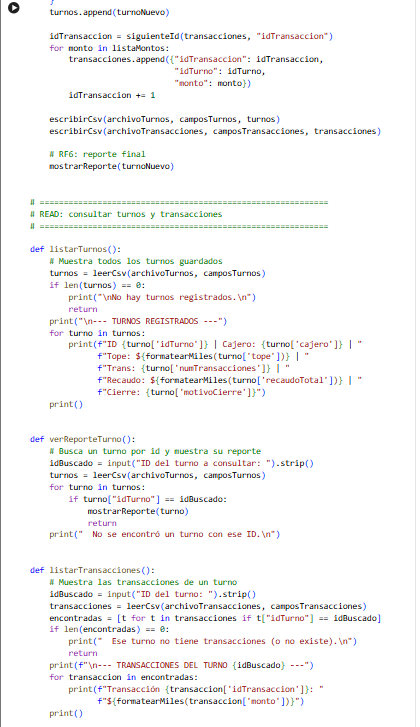 }
    turnos.append(turnoNuevo)

    idTransaccion = siguienteId(transacciones, "idTransaccion")
    for monto in listaMontos:
        transacciones.append({"idTransaccion": idTransaccion,
                              "idTurno": idTurno,
                              "monto": monto})
        idTransaccion += 1

    escribirCsv(archivoTurnos, camposTurnos, turnos)
    escribirCsv(archivoTransacciones, camposTransacciones, transacciones)

    # RF6: reporte final
    mostrarReporte(turnoNuevo)


# ============================================================
# READ: consultar turnos y transacciones
# ============================================================

def listarTurnos():
    # Muestra todos los turnos guardados
    turnos = leerCsv(archivoTurnos, camposTurnos)
    if len(turnos) == 0:
        print("\nNo hay turnos registrados.\n")
        return
    print("\n--- TURNOS REGISTRADOS ---")
    for turno in turnos:
        print(f"ID {turno['idTurno']} | Cajero: {turno['cajero']} | "
              f"Tope: ${formatearMiles(turno['tope'])} | "
              f"Trans: {turno['numTransacciones']} | "
              f"Recaudo: ${formatearMiles(turno['recaudoTotal'])} | "
              f"Cierre: {turno['motivoCierre']}")
    print()


def verReporteTurno():
    # Busca un turno por id y muestra su reporte
    idBuscado = input("ID del turno a consultar: ").strip()
    turnos = leerCsv(archivoTurnos, camposTurnos)
    for turno in turnos:
        if turno["idTurno"] == idBuscado:
            mostrarReporte(turno)
            return
    print("  No se encontró un turno con ese ID.\n")


def listarTransacciones():
    # Muestra las transacciones de un turno
    idBuscado = input("ID del turno: ").strip()
    transacciones = leerCsv(archivoTransacciones, camposTransacciones)
    encontradas = [t for t in transacciones if t["idTurno"] == idBuscado]
    if len(encontradas) == 0:
        print("  Ese turno no tiene transacciones (o no existe).\n")
        return
    print(f"\n--- TRANSACCIONES DEL TURNO {idBuscado} ---")
    for transaccion in encontradas:
        print(f"Transacción {transaccion['idTransaccion']}: "
              f"${formatearMiles(transaccion['monto'])}")
    print()